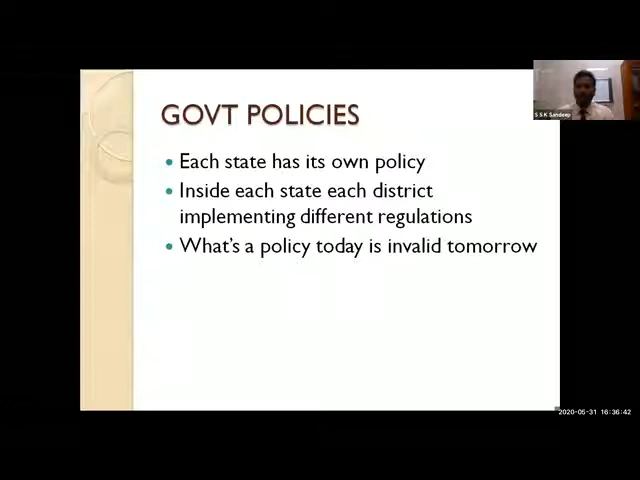 GOVT POLICIES
• Each state has its own policy
• Inside each state each district
implementing different regulations
• What's a policy today is invalid tomorrow
S S.K Sandeep
2020-05-31 16:36:42